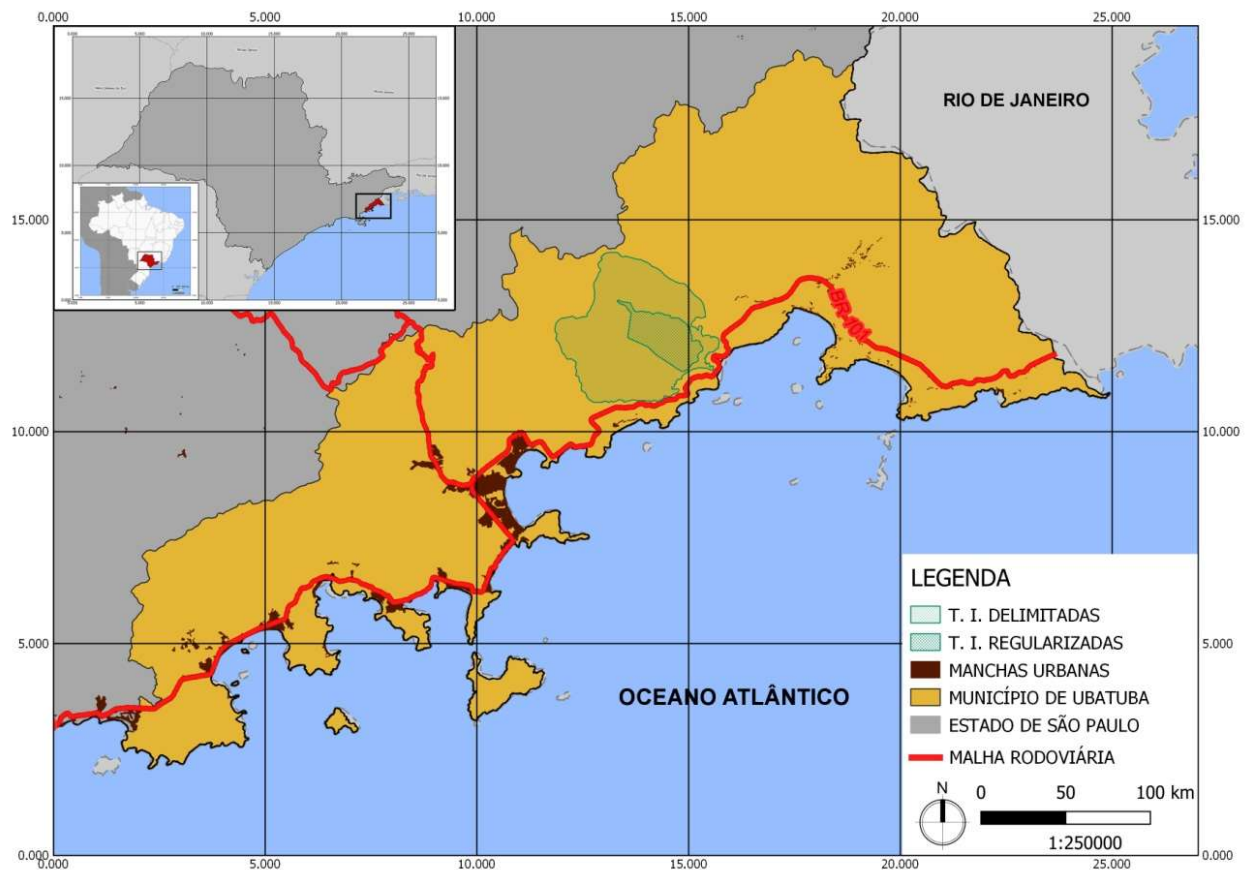 0.000 5.000 10.000 15.000 20.000 25.000
RIO DE JANEIRO
15.000 15.000
BR-101
10.000 10.000
LEGENDA
T. I. DELIMITADAS
T. I. REGULARIZADAS
5.000 5.000
MANCHAS URBANAS
OCEANO ATLÂNTICO
MUNICÍPIO DE UBATUBA
ESTADO DE SÃO PAULO
MALHA RODOVIÁRIA
N 0 50 100 km
1:250000
0.000 0.000
0.000 5.000 10.000 15.000 20.000 25.000